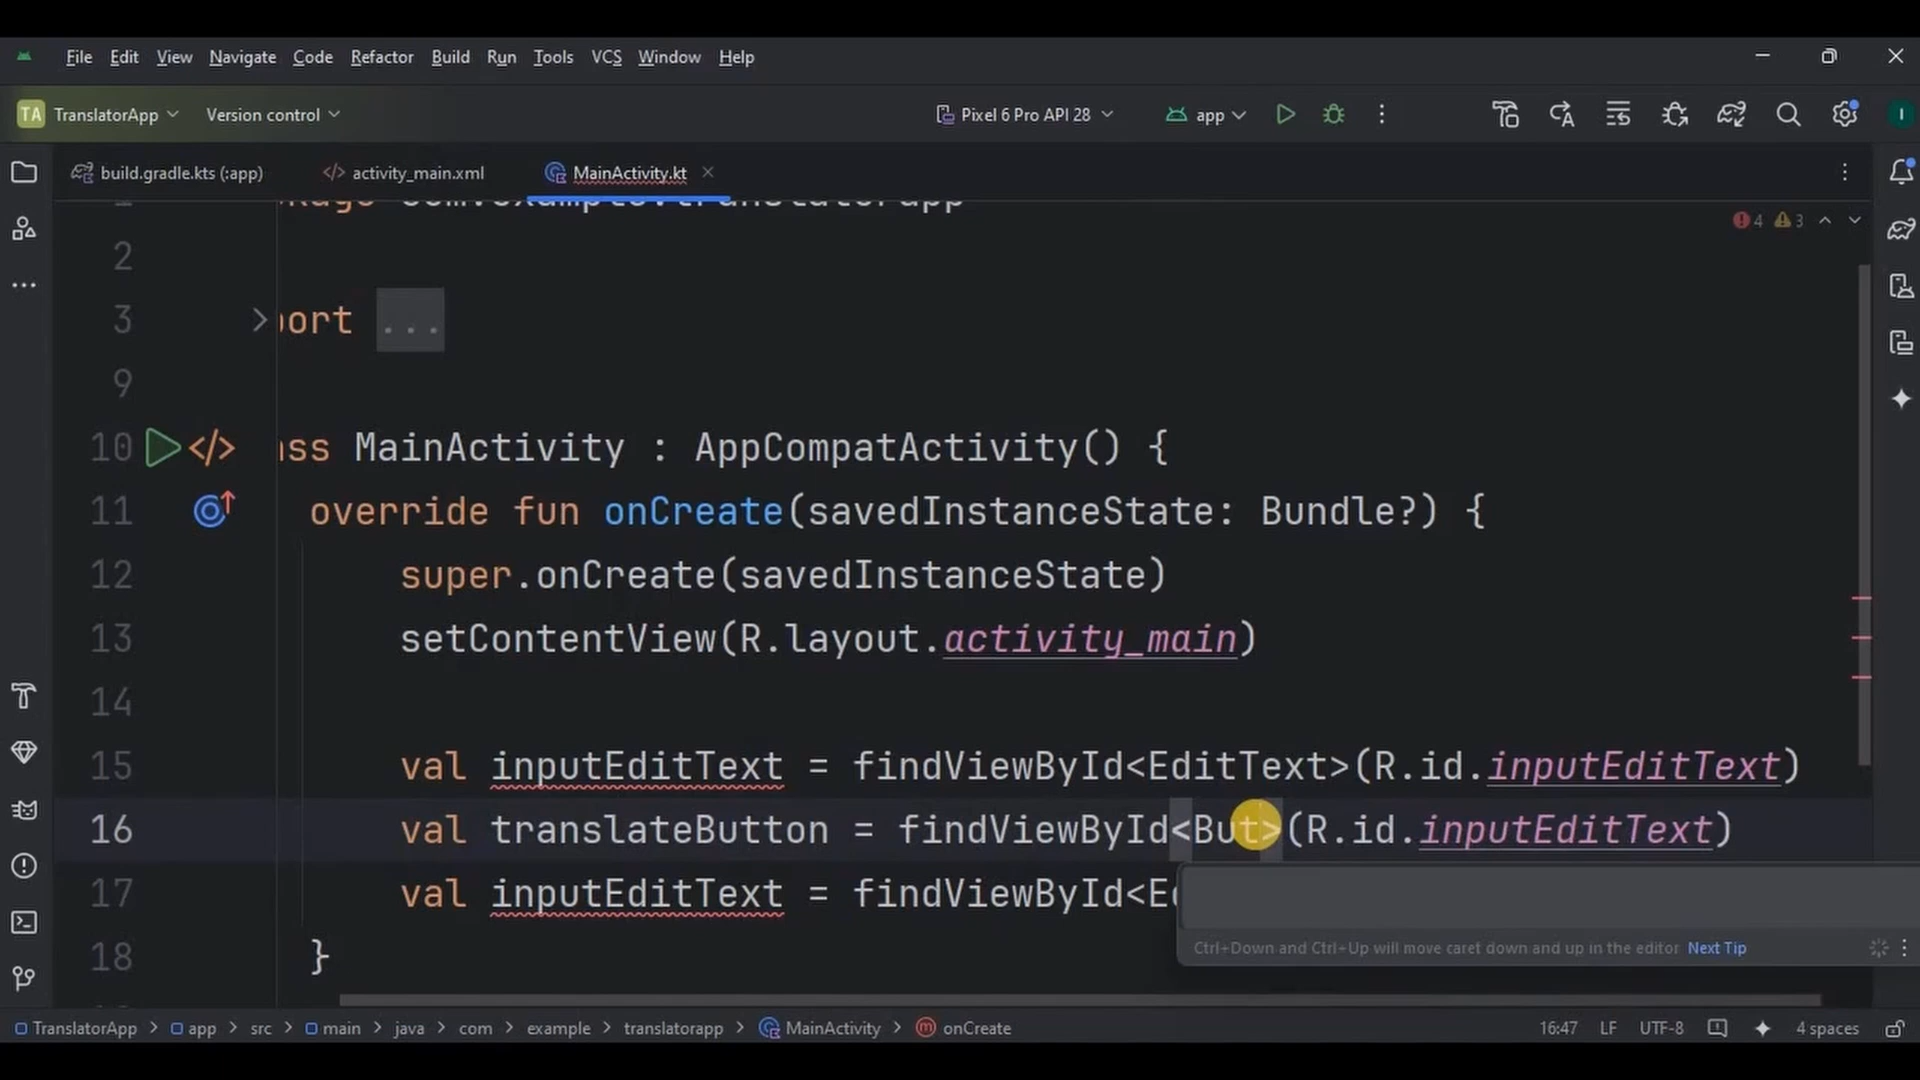 File Edit View Navigate Code Refactor Build Run Tools VCS Window Help
TA TranslatorApp Version control Pixel 6 Pro API 28 app I
build.gradle.kts (:app) activity_main.xml MainActivity.kt
4 3
2
3 port ...
9
10 ass MainActivity : AppCompatActivity() {
11 override fun onCreate(savedInstanceState: Bundle?) {
12 super.onCreate(savedInstanceState)
13 setContentView(R.layout.activity_main)
14
15 val inputEditText = findViewById<EditText>(R.id.inputEditText)
16 val translateButton = findViewById<But>(R.id.inputEditText)
17 val inputEditText = findViewById<Ed
Ctrl+Down and Ctrl+Up will move caret down and up in the editor Next Tip
18 }
TranslatorApp > app > src > main > java > com > example > translatorapp > MainActivity > onCreate 16:47 LF UTF-8 4 spaces